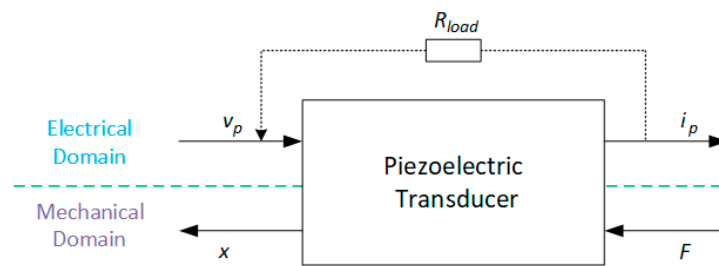 R_load
Electrical
Domain
v_p
i_p
Piezoelectric
Transducer
Mechanical
Domain
x
F